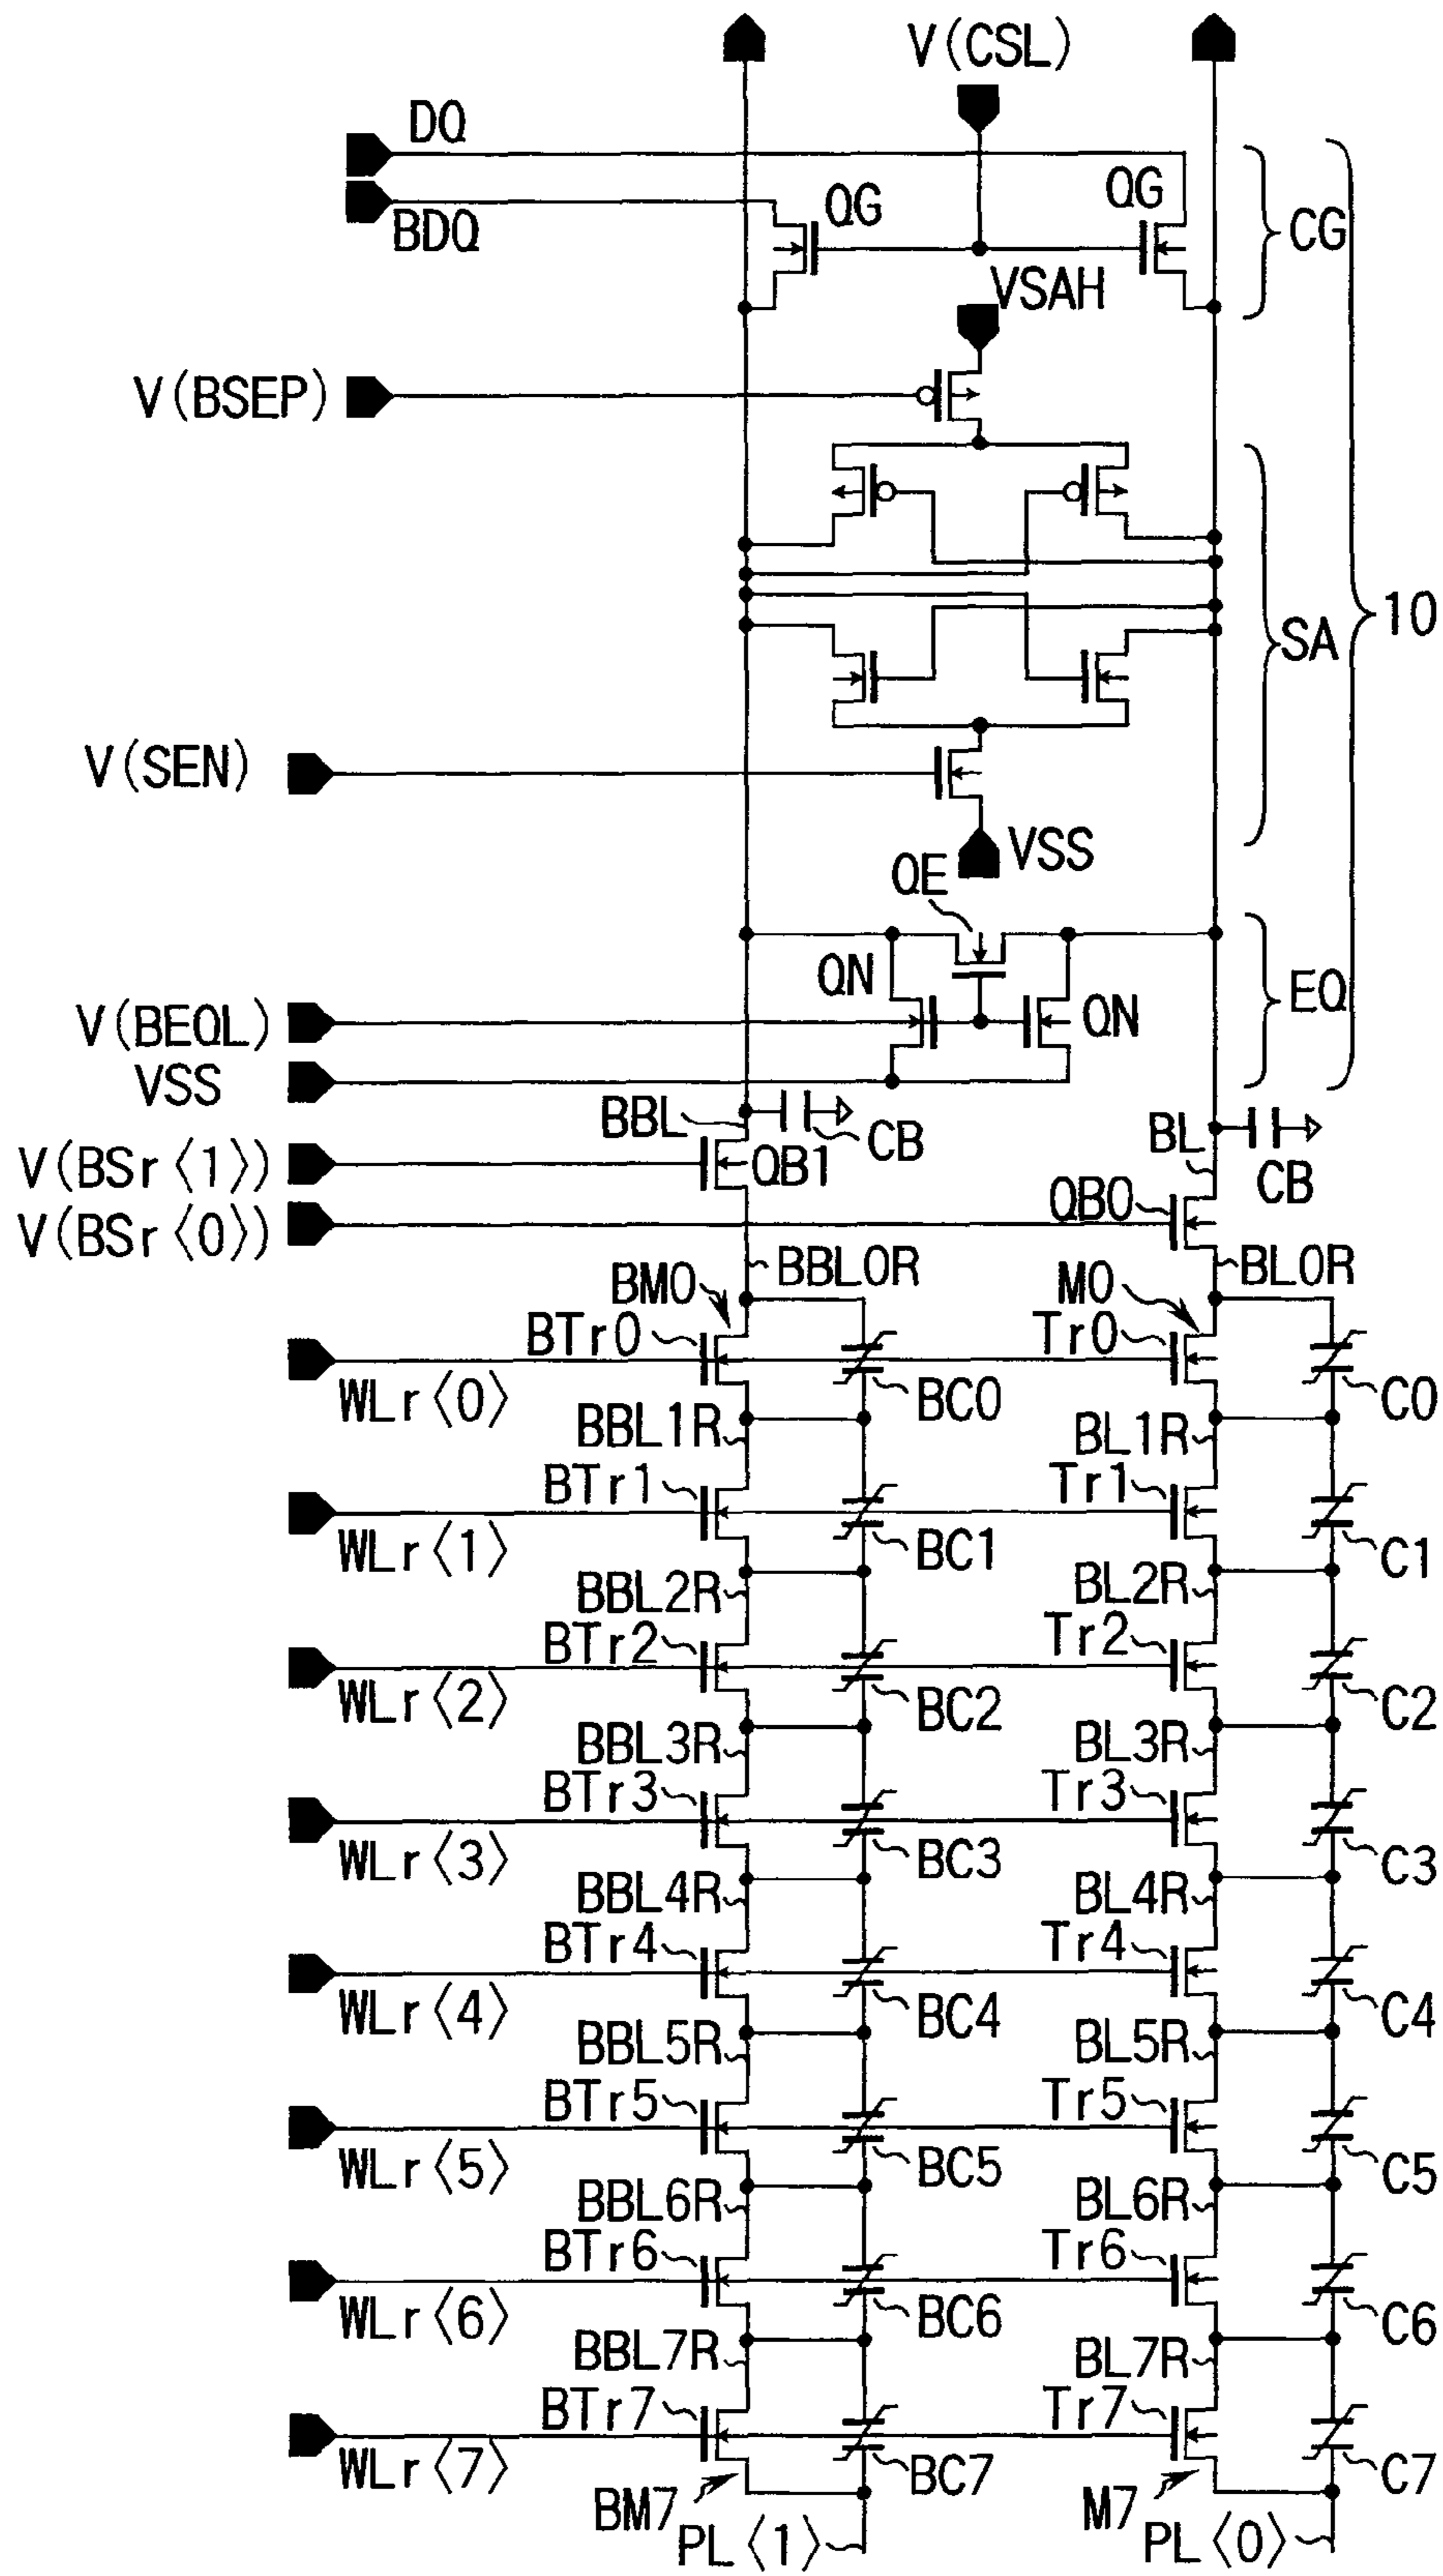 V(CSL)
DQ
BDQ
QG
QG
CG
VSAH
V(BSEP)
10
SA
V(SEN)
VSS
QE
QN
QN
EQ
V(BEQL)
VSS
BBL
CB
BL
CB
V(BSr〈1〉)
QB1
V(BSr〈0〉)
QB0
BBL0R
BL0R
BM0
M0
BTr0
Tr0
WLr〈0〉
BC0
C0
BBL1R
BL1R
BTr1
Tr1
WLr〈1〉
BC1
C1
BBL2R
BL2R
BTr2
Tr2
WLr〈2〉
BC2
C2
BBL3R
BL3R
BTr3
Tr3
WLr〈3〉
BC3
C3
BBL4R
BL4R
BTr4
Tr4
WLr〈4〉
BC4
C4
BBL5R
BL5R
BTr5
Tr5
WLr〈5〉
BC5
C5
BBL6R
BL6R
BTr6
Tr6
WLr〈6〉
BC6
C6
BBL7R
BL7R
BTr7
Tr7
WLr〈7〉
BC7
C7
BM7
M7
PL〈1〉
PL〈0〉